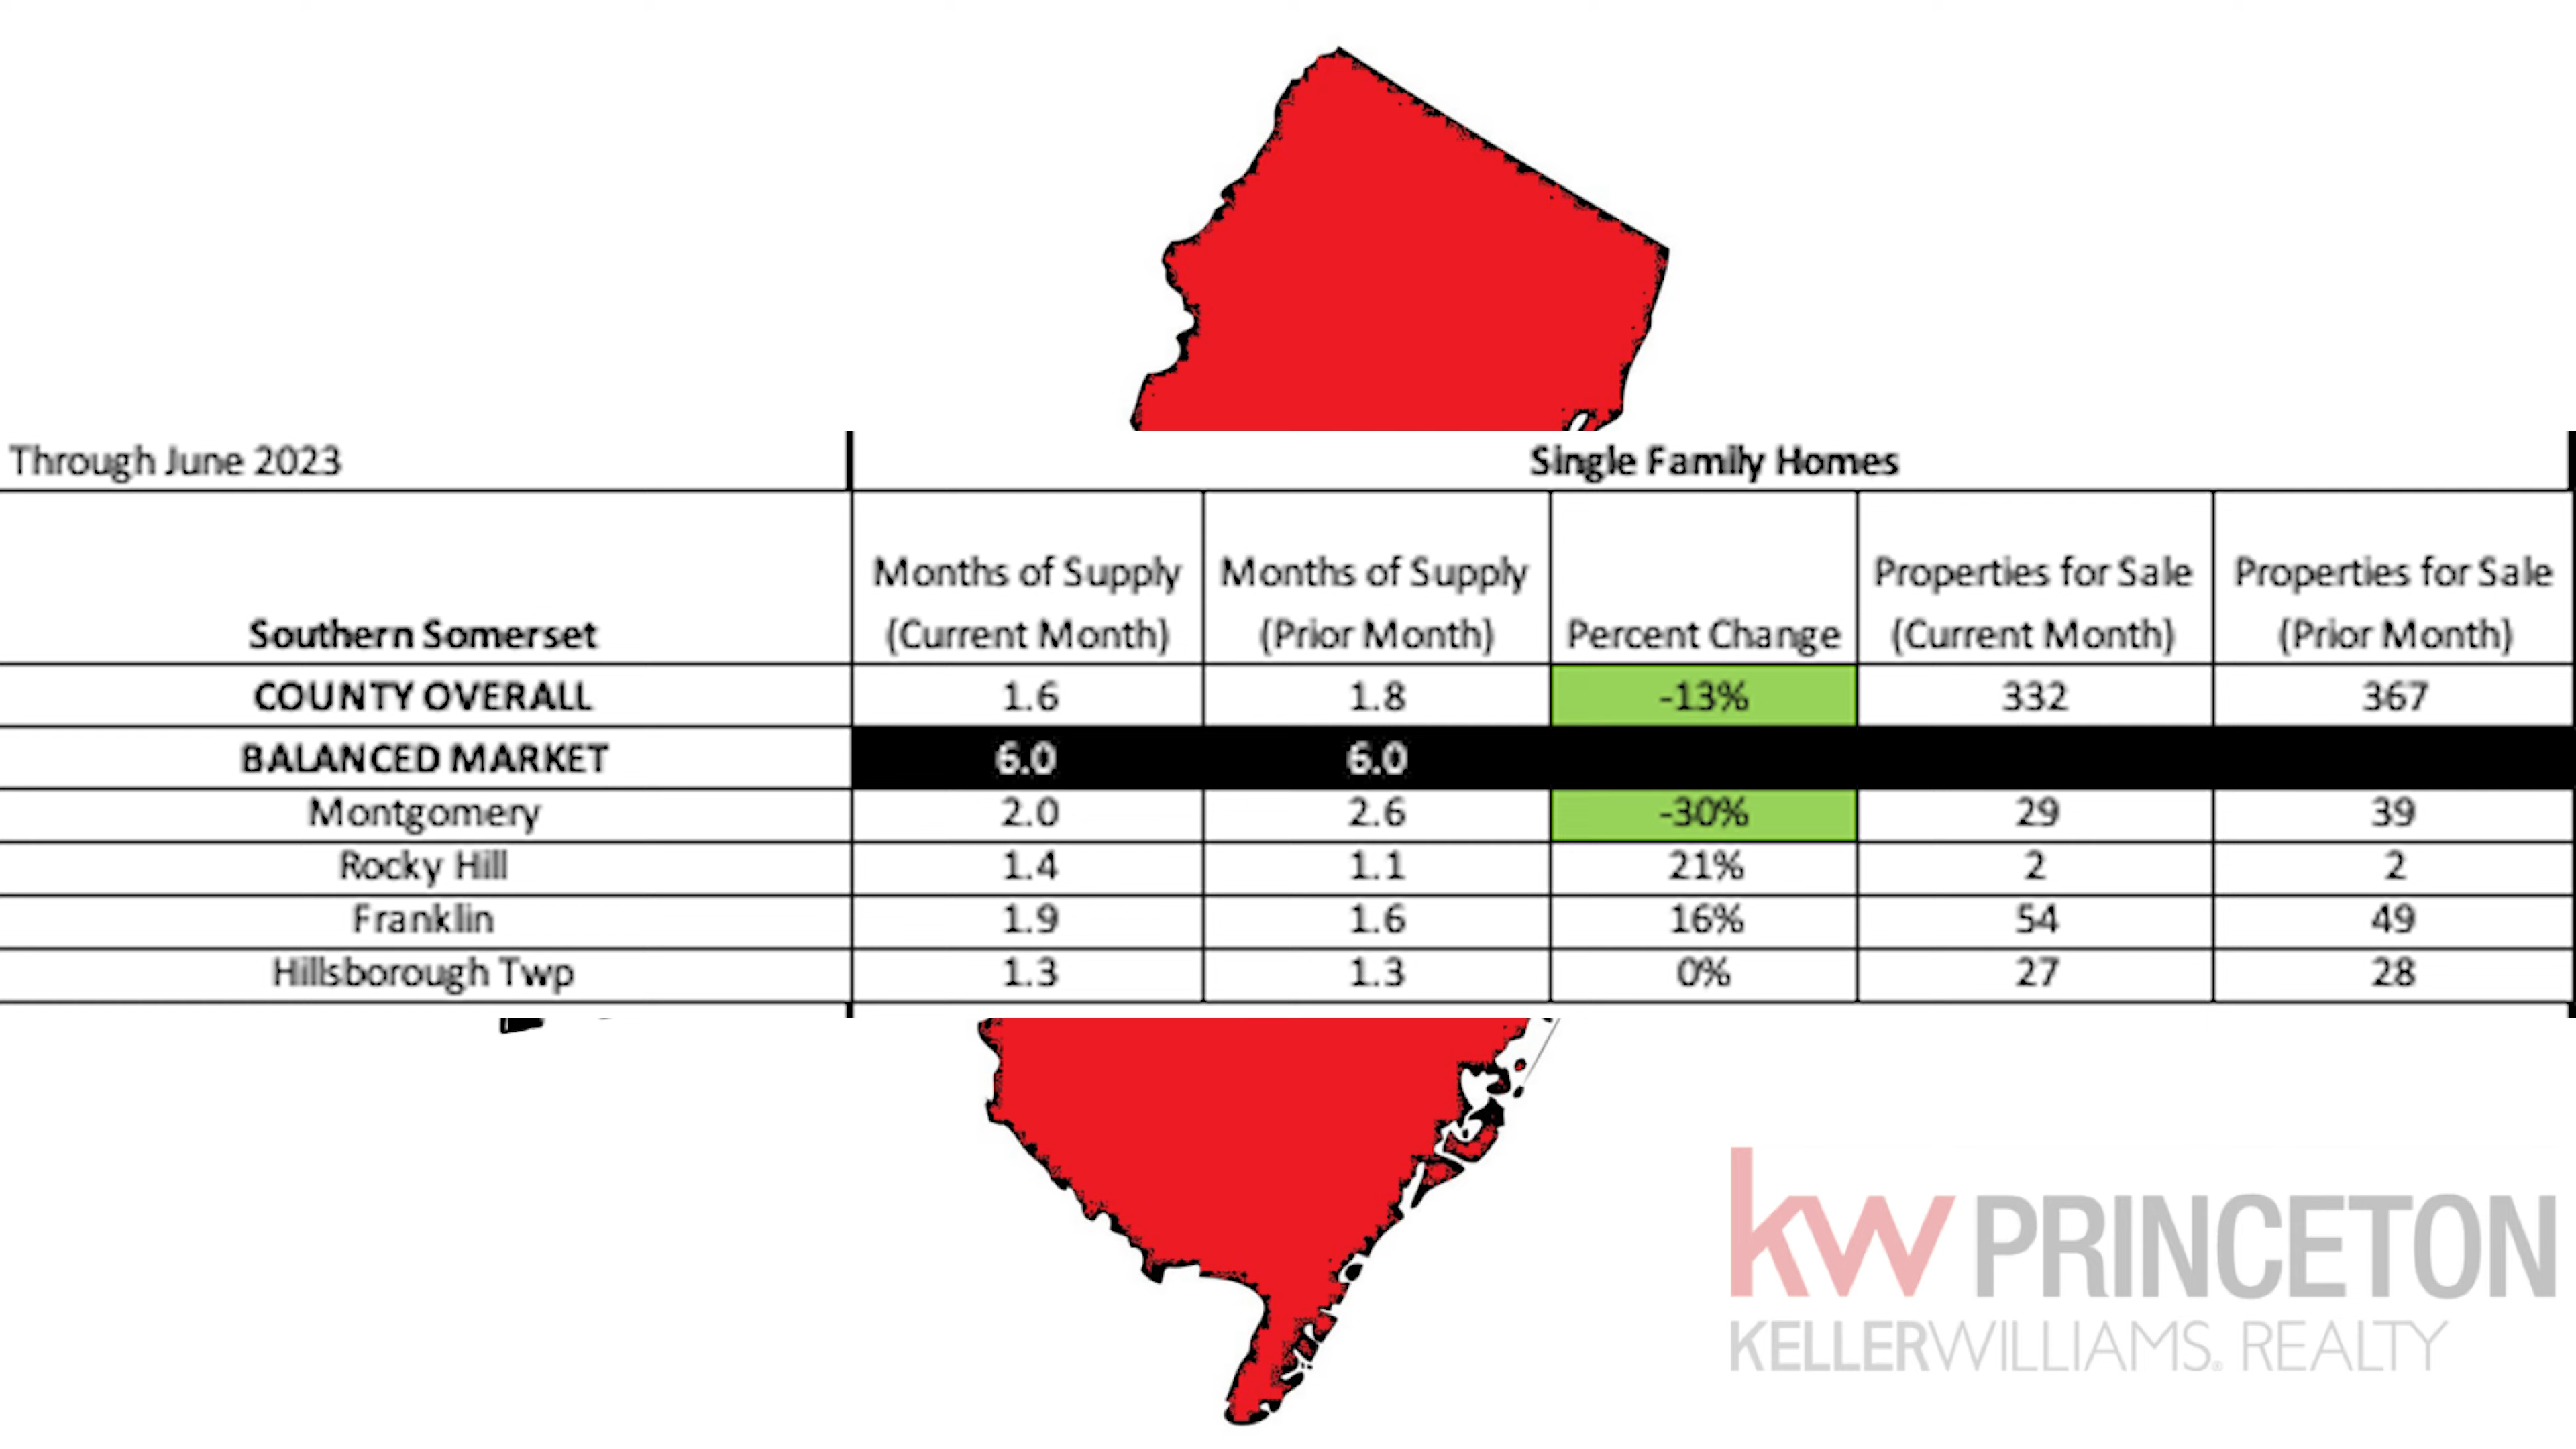 Through June 2023 Single Family Homes
Southern Somerset Months of Supply (Current Month) Months of Supply (Prior Month) Percent Change Properties for Sale (Current Month) Properties for Sale (Prior Month)
COUNTY OVERALL 1.6 1.8 -13% 332 367
BALANCED MARKET 6.0 6.0
Montgomery 2.0 2.6 -30% 29 39
Rocky Hill 1.4 1.1 21% 2 2
Franklin 1.9 1.6 16% 54 49
Hillsborough Twp 1.3 1.3 0% 27 28
kw PRINCETON
KELLERWILLIAMS. REALTY